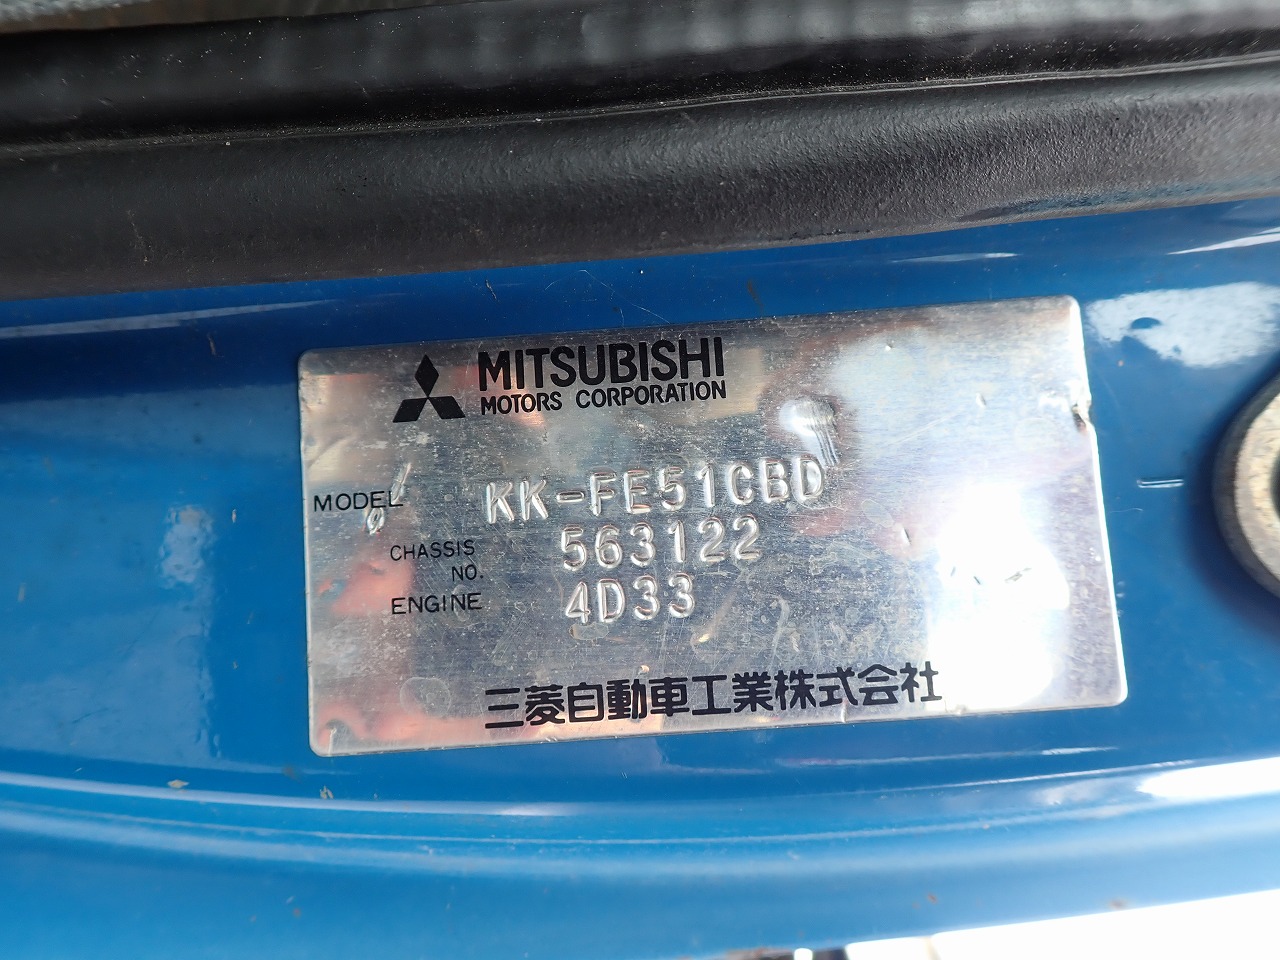 MITSUBISHI
MOTORS CORPORATION
MODEL KK-FE51CBD
CHASSIS NO. 563122
ENGINE 4D33
三菱自動車工業株式会社